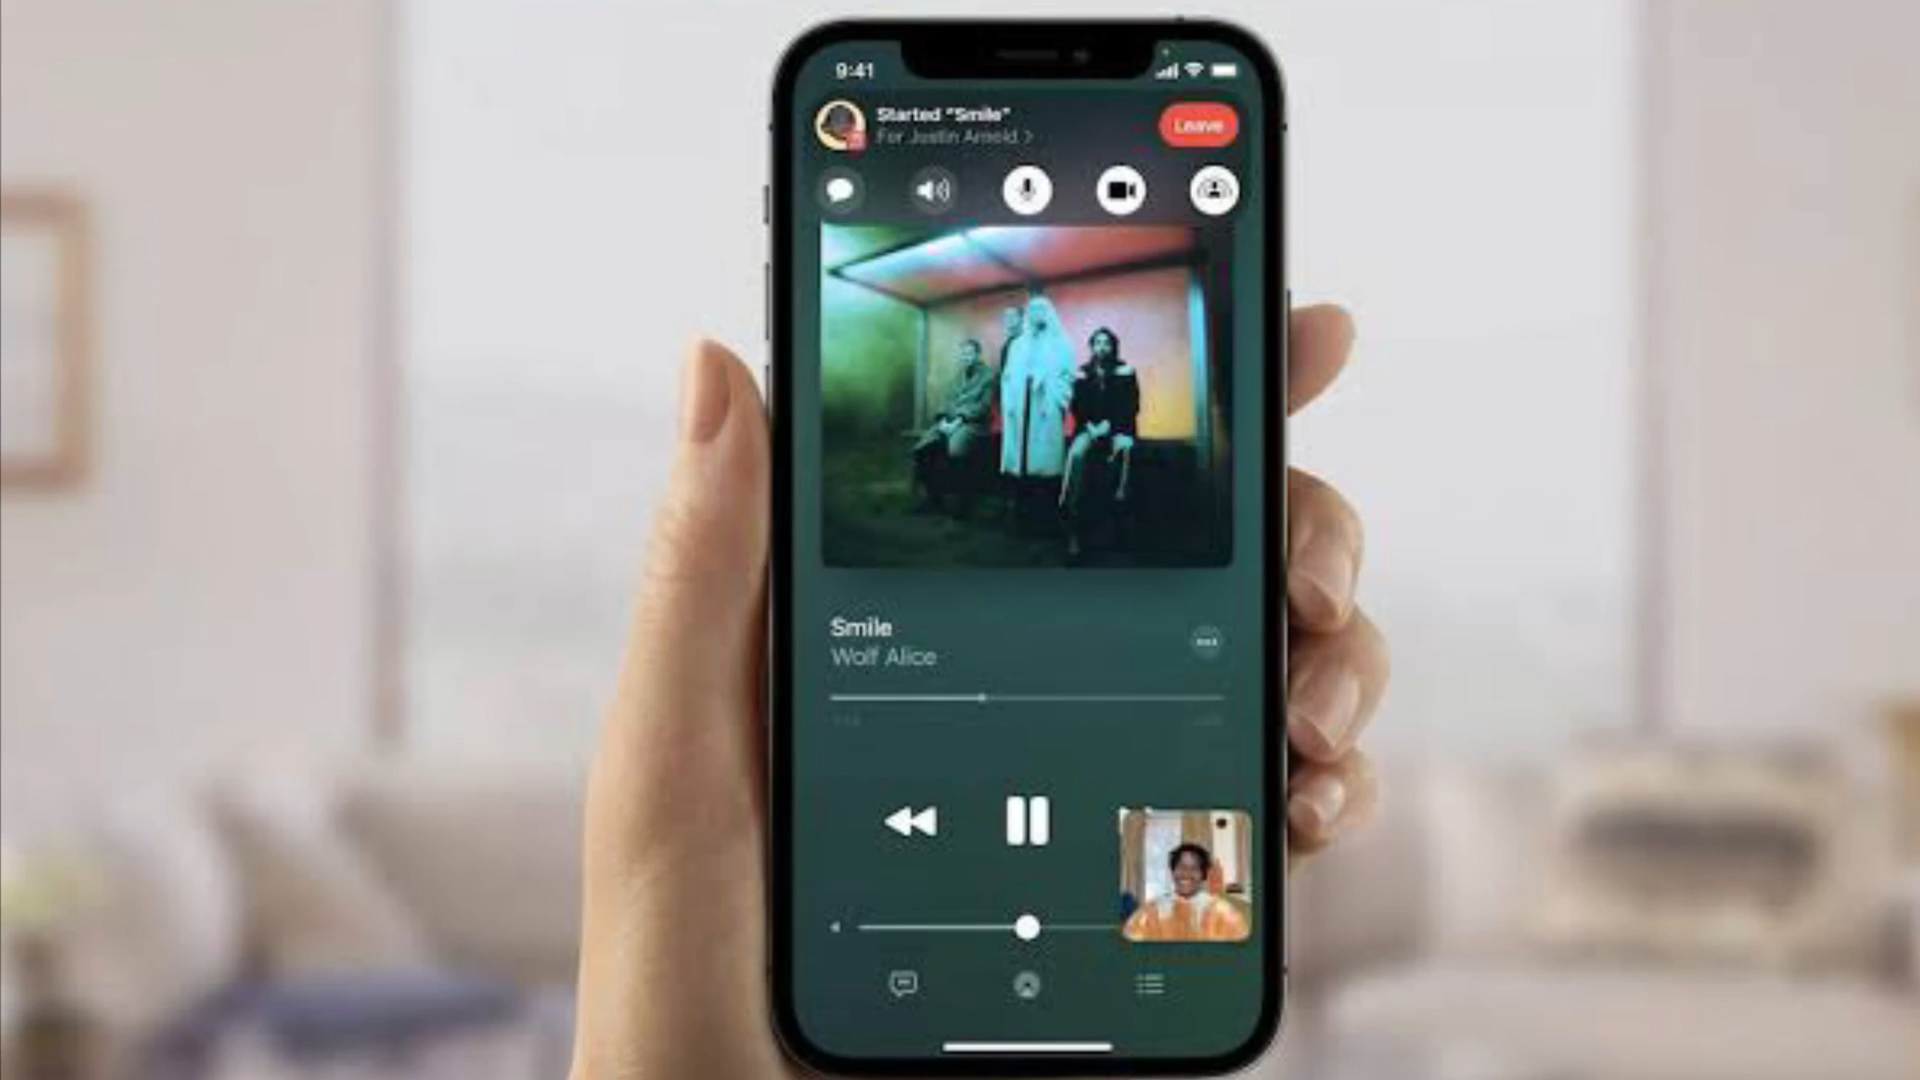 9:41
Started "Smile"
For Justin Arnold >
Leave
Smile
Wolf Alice